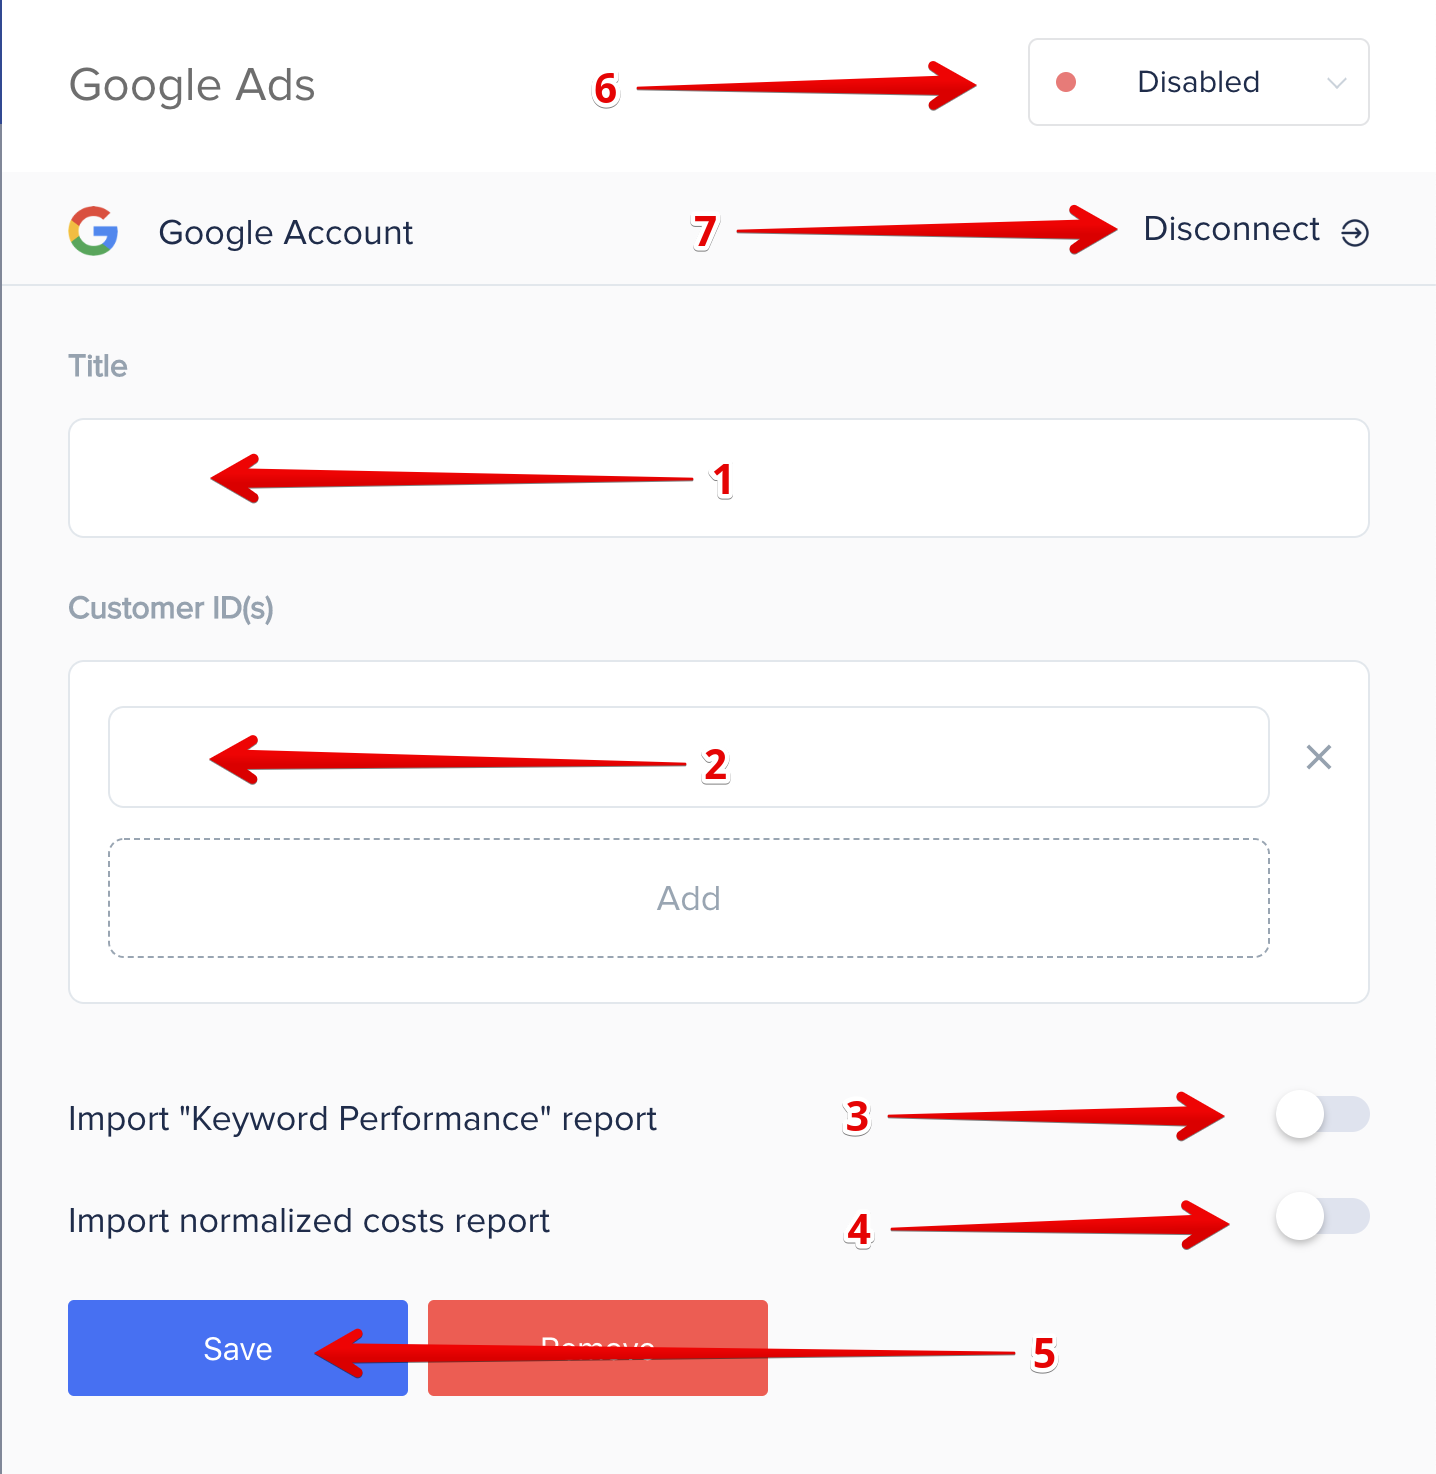 Google Ads
6
Disabled
Google Account
7
Disconnect
Title
1
Customer ID(s)
2
Add
Import "Keyword Performance" report
3
Import normalized costs report
4
Save
Remove
5